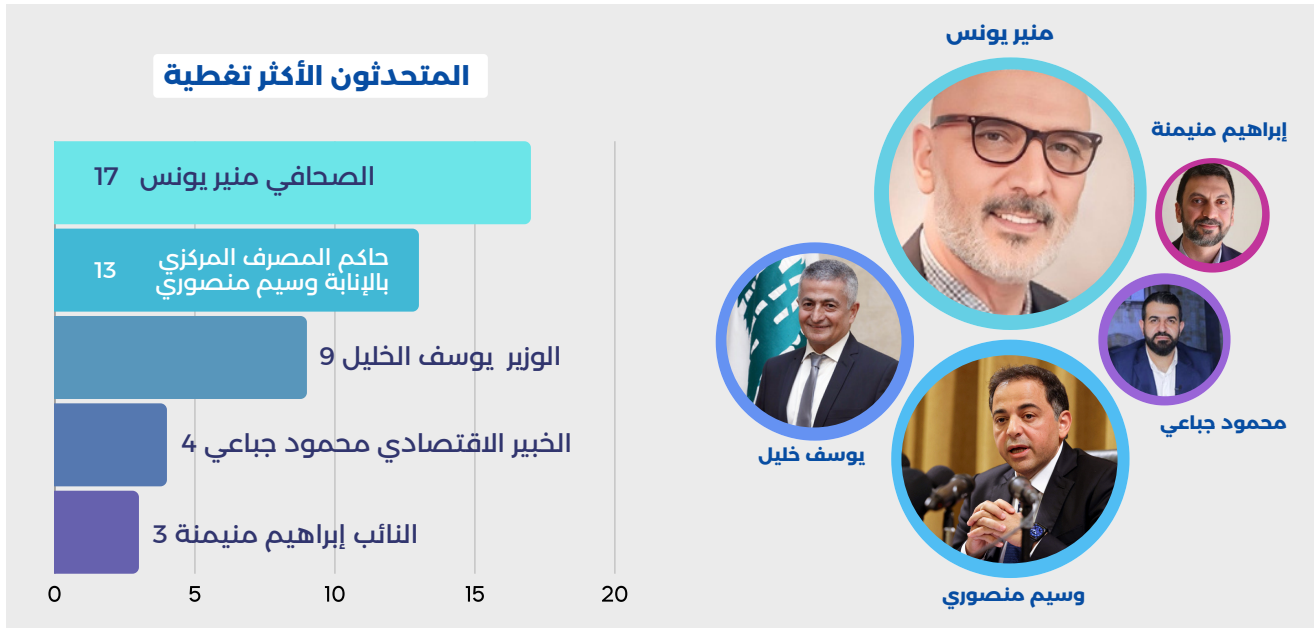 المتحدثون الأكثر تغطية
الصحافي منير يونس 17
حاكم المصرف المركزي
بالإنابة وسيم منصوري
13
الوزير يوسف الخليل 9
الخبير الاقتصادي محمود جباعي 4
النائب إبراهيم منيمنة 3
0 5 10 15 20
منير يونس
إبراهيم منيمنة
محمود جباعي
يوسف خليل
وسيم منصوري